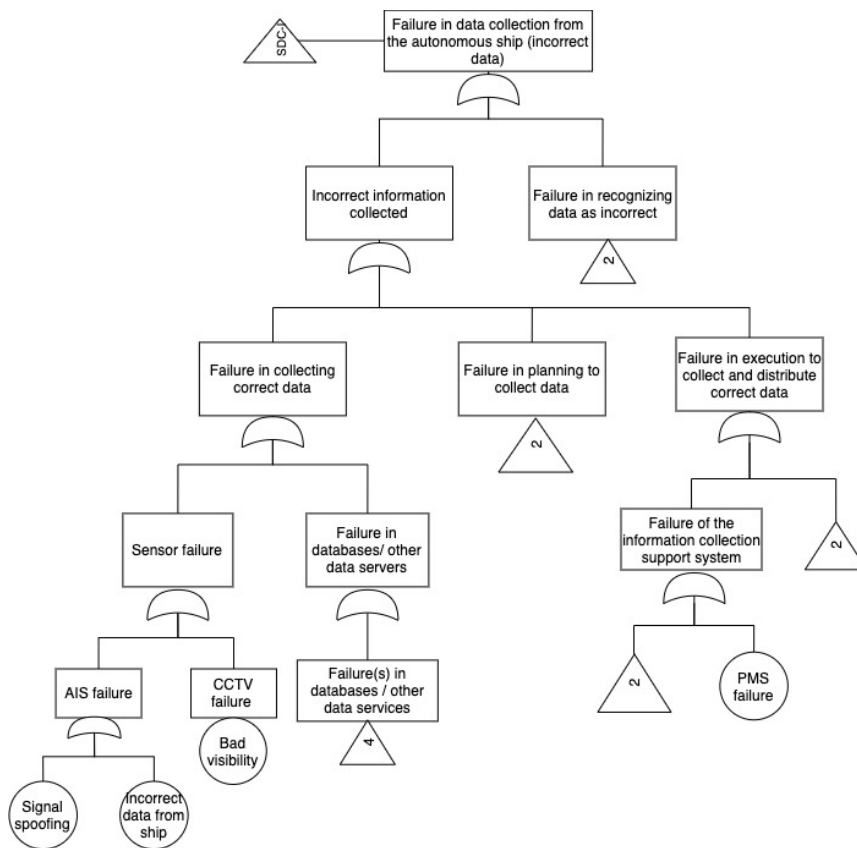 Failure in data collection from
the autonomous ship (incorrect
data)
Incorrect information
collected
Failure in recognizing
data as incorrect
2
Failure in collecting
correct data
Failure in planning to
collect data
Failure in execution to
collect and distribute
correct data
2
Sensor failure
Failure in
databases/ other
data servers
Failure of the
information collection
support system
2
AIS failure
CCTV
failure
Failure(s) in
databases / other
data services
2
PMS
failure
Bad
visibility
4
Signal
spoofing
Incorrect
data from
ship